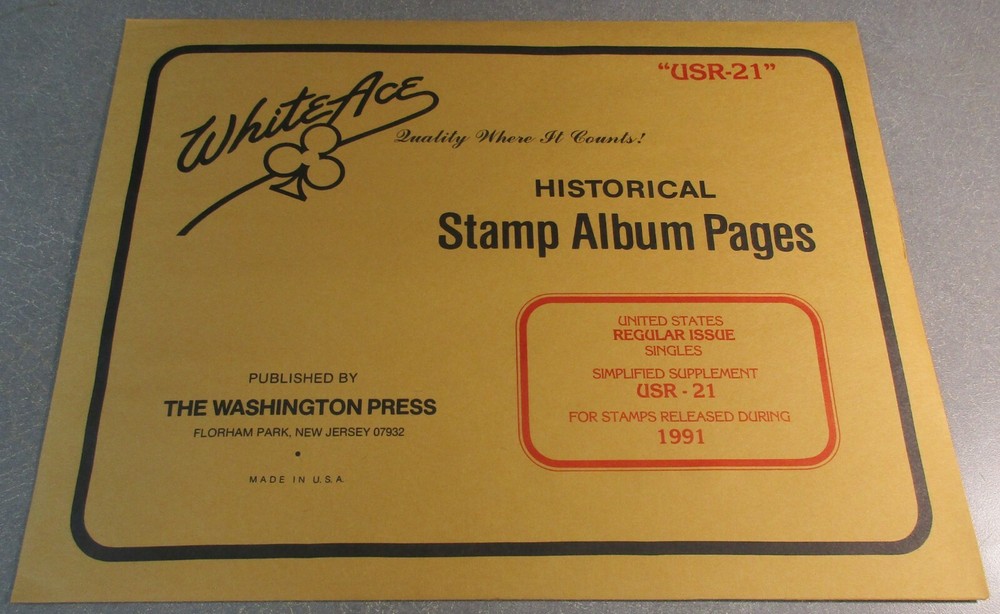 "USR-21"
White Ace
Quality Where It Counts!
HISTORICAL
Stamp Album Pages
UNITED STATES
REGULAR ISSUE
SINGLES
SIMPLIFIED SUPPLEMENT
USR - 21
FOR STAMPS RELEASED DURING
1991
PUBLISHED BY
THE WASHINGTON PRESS
FLORHAM PARK, NEW JERSEY 07932
•
MADE IN U.S.A.